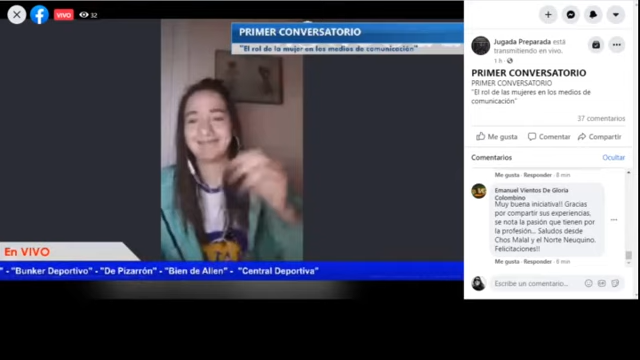 VIVO
32
PRIMER CONVERSATORIO
"El rol de la mujer en los medios de comunicación"
En VIVO
" - "Bunker Deportivo" - "De Pizarrón" - "Bien de Alien" - "Central Deportiva"
Jugada Preparada está
transmitiendo en vivo.
1 h ·
PRIMER CONVERSATORIO
PRIMER CONVERSATORIO
"El rol de las mujeres en los medios de
comunicación"
37 comentarios
Me gusta Comentar Compartir
Comentarios Ocultar
Me gusta · Responder · 8 min
Emanuel Vientos De Gloria
Colombino
Muy buena iniciativa!! Gracias
por compartir sus experiencias,
se nota la pasión que tienen por
la profesión... Saludos desde
Chos Malal y el Norte Neuquino.
Felicitaciones!!
Me gusta · Responder · 6 min
Escribe un comentario...